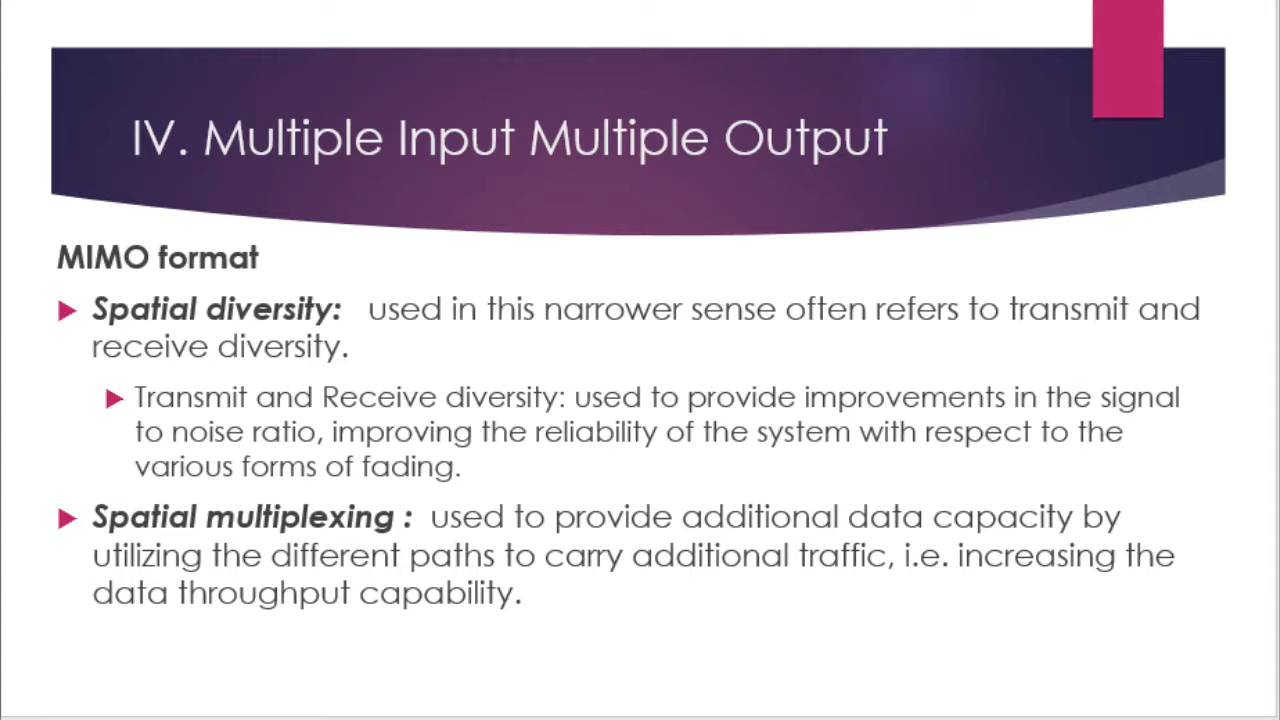 IV. Multiple Input Multiple Output
MIMO format
Spatial diversity: used in this narrower sense often refers to transmit and
receive diversity.
Transmit and Receive diversity: used to provide improvements in the signal
to noise ratio, improving the reliability of the system with respect to the
various forms of fading.
Spatial multiplexing : used to provide additional data capacity by
utilizing the different paths to carry additional traffic, i.e. increasing the
data throughput capability.